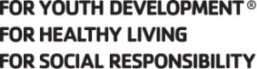 FOR YOUTH DEVELOPMENT®
FOR HEALTHY LIVING
FOR SOCIAL RESPONSIBILITY